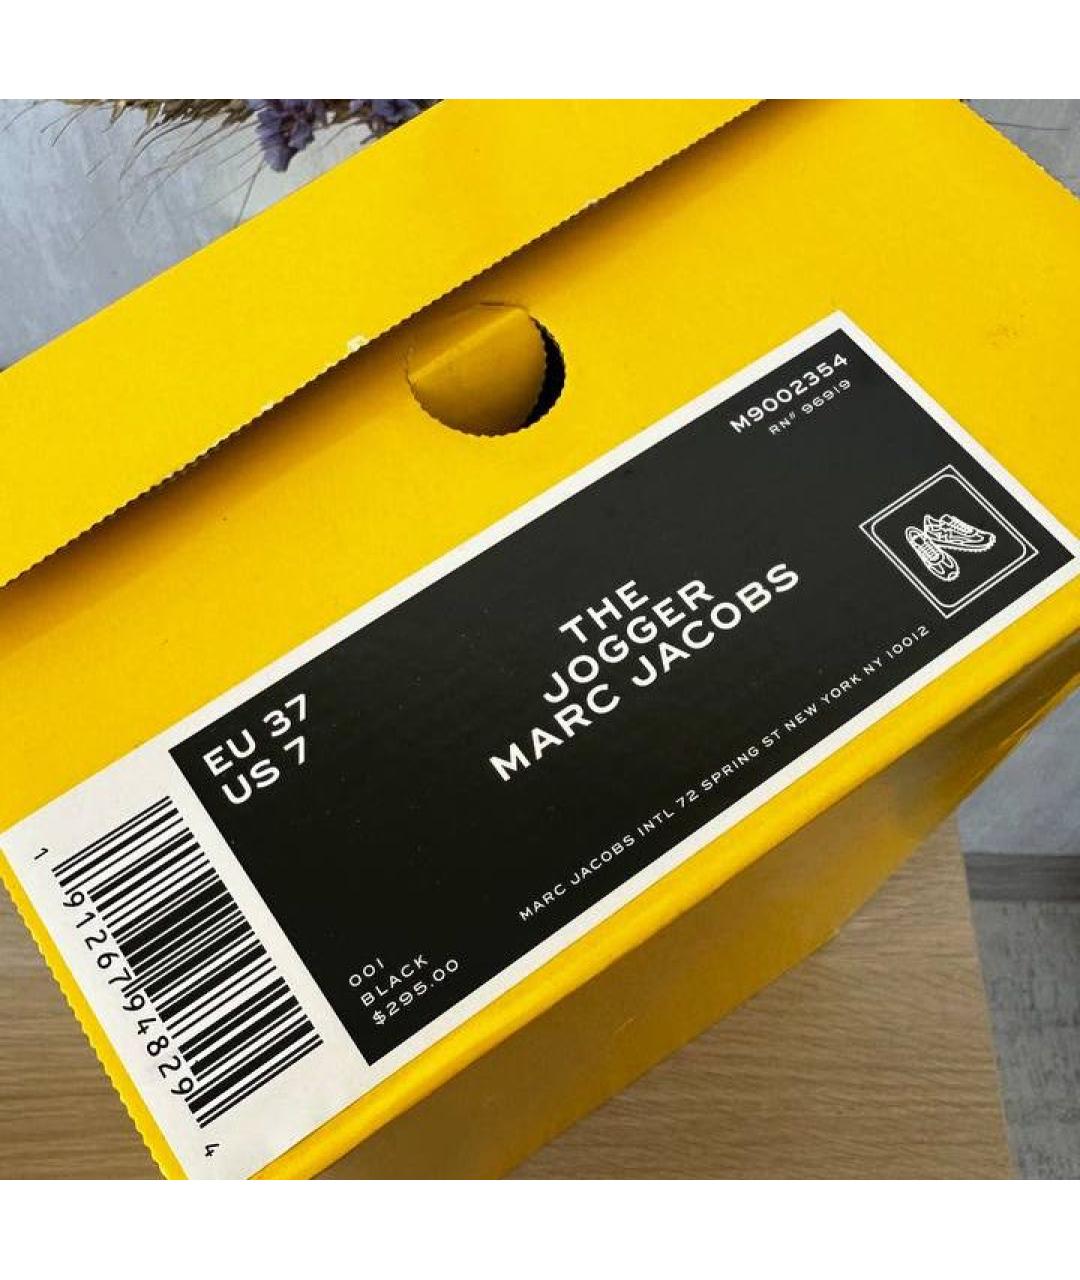 M9002354
RN# 96919
THE
JOGGER
MARC JACOBS
EU 37
US 7
MARC JACOBS INTL 72 SPRING ST NEW YORK NY 10012
001
BLACK
$295.00
1 91267 94829 4